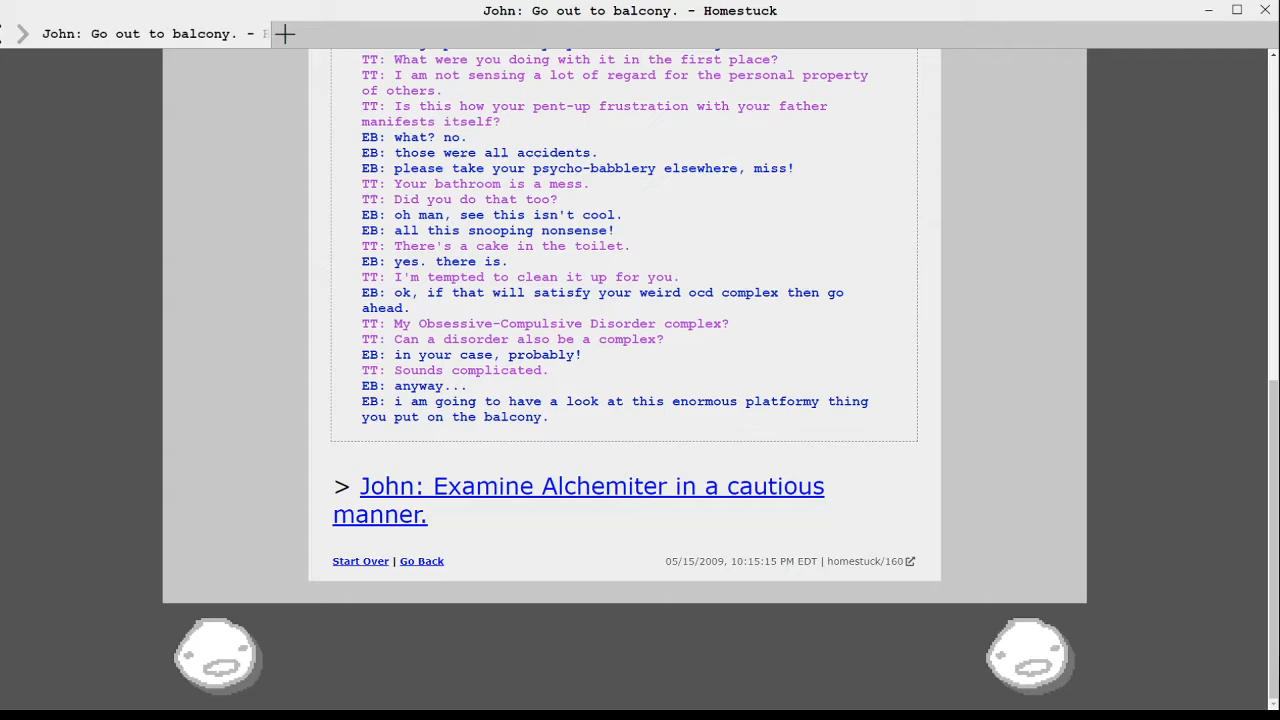 John: Go out to balcony. - Homestuck
John: Go out to balcony. -
TT: What were you doing with it in the first place?
TT: I am not sensing a lot of regard for the personal property
of others.
TT: Is this how your pent-up frustration with your father
manifests itself?
EB: what? no.
EB: those were all accidents.
EB: please take your psycho-babblery elsewhere, miss!
TT: Your bathroom is a mess.
TT: Did you do that too?
EB: oh man, see this isn't cool.
EB: all this snooping nonsense!
TT: There's a cake in the toilet.
EB: yes. there is.
TT: I'm tempted to clean it up for you.
EB: ok, if that will satisfy your weird ocd complex then go
ahead.
TT: My Obsessive-Compulsive Disorder complex?
TT: Can a disorder also be a complex?
EB: in your case, probably!
TT: Sounds complicated.
EB: anyway...
EB: i am going to have a look at this enormous platformy thing
you put on the balcony.
> John: Examine Alchemiter in a cautious
manner.
Start Over | Go Back
05/15/2009, 10:15:15 PM EDT | homestuck/160